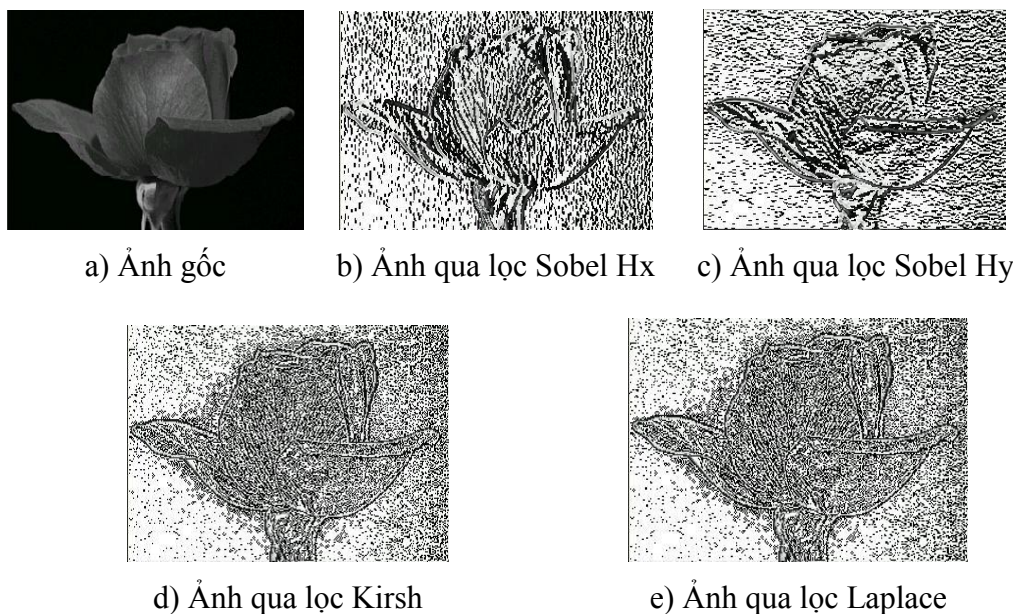 a) Ảnh gốc
b) Ảnh qua lọc Sobel Hx
c) Ảnh qua lọc Sobel Hy
d) Ảnh qua lọc Kirsh
e) Ảnh qua lọc Laplace